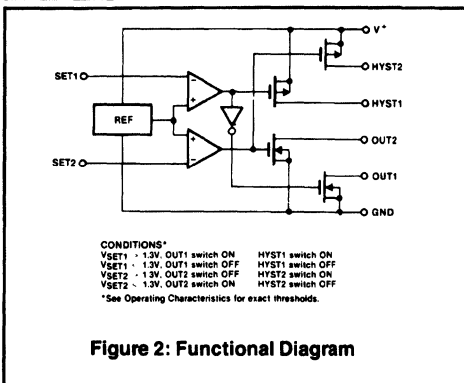 V+
HYST2
SET1
HYST1
REF
OUT2
SET2
OUT1
GND
CONDITIONS*
VSET1 > 1.3V, OUT1 switch ON HYST1 switch ON
VSET1 < 1.3V, OUT1 switch OFF HYST1 switch OFF
VSET2 > 1.3V, OUT2 switch OFF HYST2 switch ON
VSET2 < 1.3V, OUT2 switch ON HYST2 switch OFF
*See Operating Characteristics for exact thresholds.
Figure 2: Functional Diagram